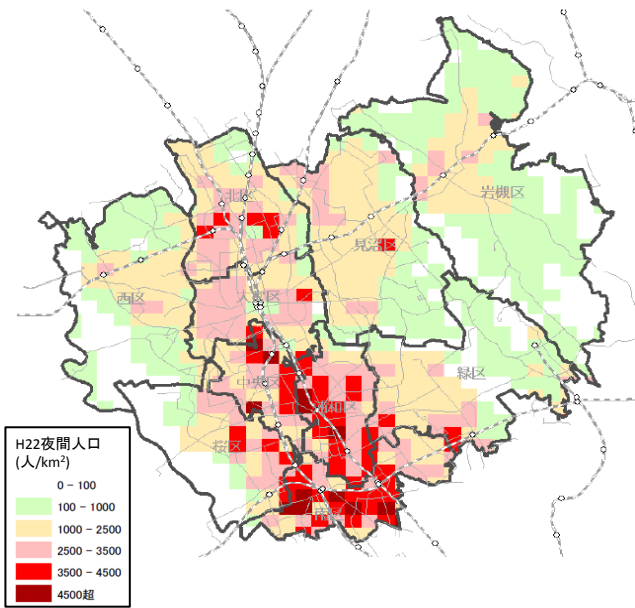 北区
岩槻区
見沼区
西区
大宮区
緑区
中央区
浦和区
桜区
南区
H22夜間人口
(人/km²)
0 - 100
100 - 1000
1000 - 2500
2500 - 3500
3500 - 4500
4500超